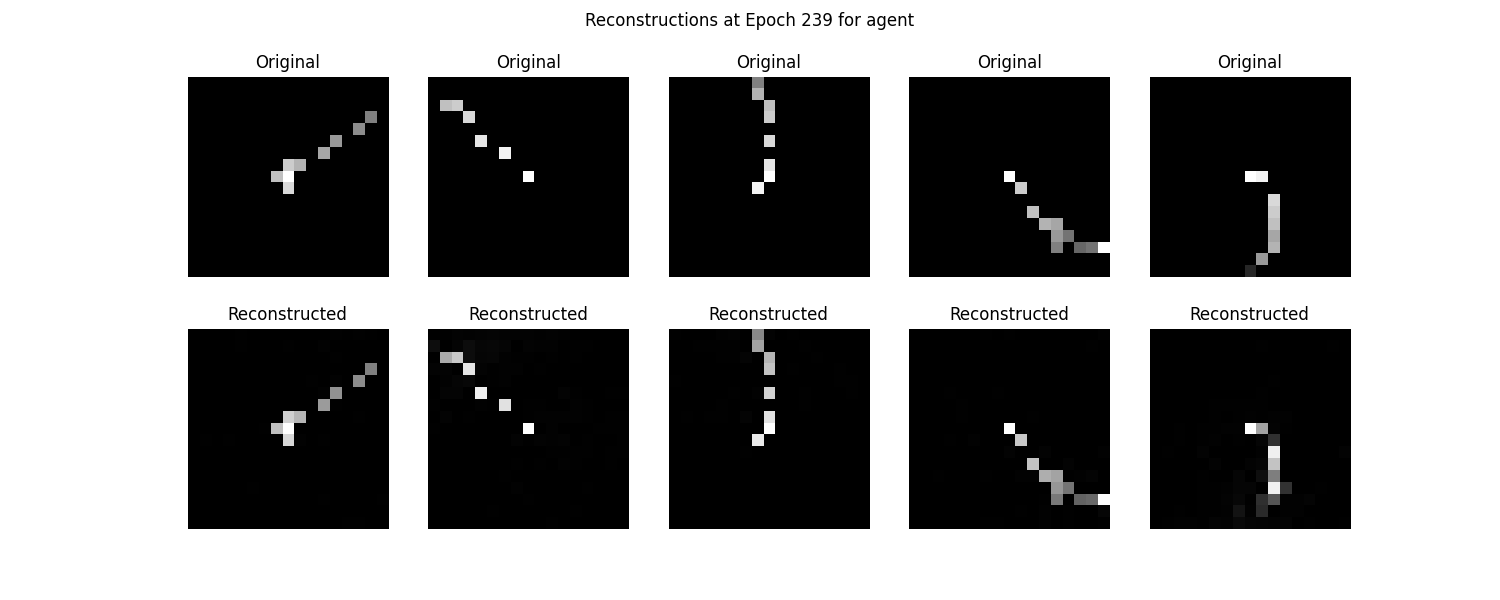 Reconstructions at Epoch 239 for agent
Original Original Original Original Original
Reconstructed Reconstructed Reconstructed Reconstructed Reconstructed